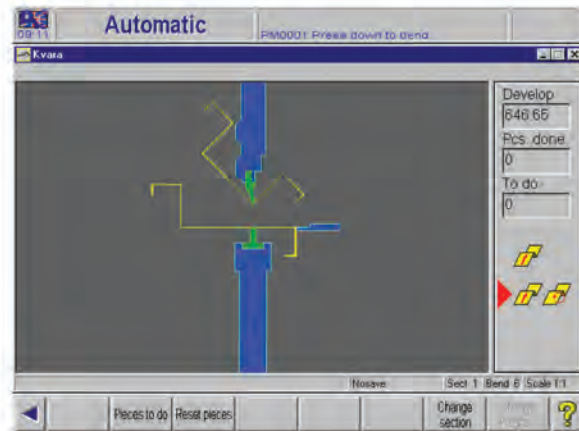 09:11
Automatic
PM0001 Press down to bend
Kvara
Develop
646.65
Pcs. done
0
To do
0
Nosave
Sect 1
Bend 6
Scale 1:1
Pieces to do
Reset pieces
Change section
?